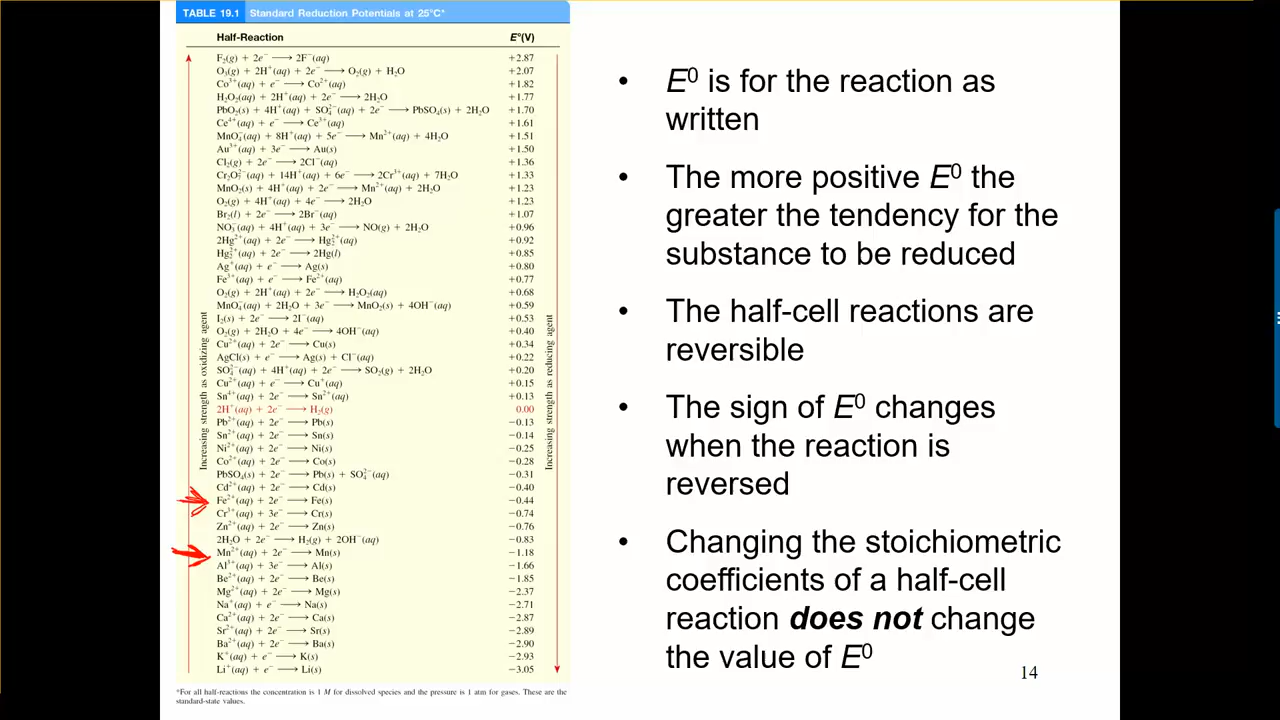 TABLE 19.1 Standard Reduction Potentials at 25°C*
Half-Reaction E°(V)
F₂(g) + 2e⁻ ⟶ 2F⁻(aq) +2.87
O₃(g) + 2H⁺(aq) + 2e⁻ ⟶ O₂(g) + H₂O +2.07
Co³⁺(aq) + e⁻ ⟶ Co²⁺(aq) +1.82
H₂O₂(aq) + 2H⁺(aq) + 2e⁻ ⟶ 2H₂O +1.77
PbO₂(s) + 4H⁺(aq) + SO₄²⁻(aq) + 2e⁻ ⟶ PbSO₄(s) + 2H₂O +1.70
Ce⁴⁺(aq) + e⁻ ⟶ Ce³⁺(aq) +1.61
MnO₄⁻(aq) + 8H⁺(aq) + 5e⁻ ⟶ Mn²⁺(aq) + 4H₂O +1.51
Au³⁺(aq) + 3e⁻ ⟶ Au(s) +1.50
Cl₂(g) + 2e⁻ ⟶ 2Cl⁻(aq) +1.36
Cr₂O₇²⁻(aq) + 14H⁺(aq) + 6e⁻ ⟶ 2Cr³⁺(aq) + 7H₂O +1.33
MnO₂(s) + 4H⁺(aq) + 2e⁻ ⟶ Mn²⁺(aq) + 2H₂O +1.23
O₂(g) + 4H⁺(aq) + 4e⁻ ⟶ 2H₂O +1.23
Br₂(l) + 2e⁻ ⟶ 2Br⁻(aq) +1.07
NO₃⁻(aq) + 4H⁺(aq) + 3e⁻ ⟶ NO(g) + 2H₂O +0.96
2Hg²⁺(aq) + 2e⁻ ⟶ Hg₂²⁺(aq) +0.92
Hg₂²⁺(aq) + 2e⁻ ⟶ 2Hg(l) +0.85
Ag⁺(aq) + e⁻ ⟶ Ag(s) +0.80
Fe³⁺(aq) + e⁻ ⟶ Fe²⁺(aq) +0.77
O₂(g) + 2H⁺(aq) + 2e⁻ ⟶ H₂O₂(aq) +0.68
MnO₄⁻(aq) + 2H₂O + 3e⁻ ⟶ MnO₂(s) + 4OH⁻(aq) +0.59
I₂(s) + 2e⁻ ⟶ 2I⁻(aq) +0.53
O₂(g) + 2H₂O + 4e⁻ ⟶ 4OH⁻(aq) +0.40
Cu²⁺(aq) + 2e⁻ ⟶ Cu(s) +0.34
AgCl(s) + e⁻ ⟶ Ag(s) + Cl⁻(aq) +0.22
SO₄²⁻(aq) + 4H⁺(aq) + 2e⁻ ⟶ SO₂(g) + 2H₂O +0.20
Cu²⁺(aq) + e⁻ ⟶ Cu⁺(aq) +0.15
Sn⁴⁺(aq) + 2e⁻ ⟶ Sn²⁺(aq) +0.13
2H⁺(aq) + 2e⁻ ⟶ H₂(g) 0.00
Pb²⁺(aq) + 2e⁻ ⟶ Pb(s) −0.13
Sn²⁺(aq) + 2e⁻ ⟶ Sn(s) −0.14
Ni²⁺(aq) + 2e⁻ ⟶ Ni(s) −0.25
Co²⁺(aq) + 2e⁻ ⟶ Co(s) −0.28
PbSO₄(s) + 2e⁻ ⟶ Pb(s) + SO₄²⁻(aq) −0.31
Cd²⁺(aq) + 2e⁻ ⟶ Cd(s) −0.40
Fe²⁺(aq) + 2e⁻ ⟶ Fe(s) −0.44
Cr³⁺(aq) + 3e⁻ ⟶ Cr(s) −0.74
Zn²⁺(aq) + 2e⁻ ⟶ Zn(s) −0.76
2H₂O + 2e⁻ ⟶ H₂(g) + 2OH⁻(aq) −0.83
Mn²⁺(aq) + 2e⁻ ⟶ Mn(s) −1.18
Al³⁺(aq) + 3e⁻ ⟶ Al(s) −1.66
Be²⁺(aq) + 2e⁻ ⟶ Be(s) −1.85
Mg²⁺(aq) + 2e⁻ ⟶ Mg(s) −2.37
Na⁺(aq) + e⁻ ⟶ Na(s) −2.71
Ca²⁺(aq) + 2e⁻ ⟶ Ca(s) −2.87
Sr²⁺(aq) + 2e⁻ ⟶ Sr(s) −2.89
Ba²⁺(aq) + 2e⁻ ⟶ Ba(s) −2.90
K⁺(aq) + e⁻ ⟶ K(s) −2.93
Li⁺(aq) + e⁻ ⟶ Li(s) −3.05
Increasing strength as oxidizing agent
Increasing strength as reducing agent
*For all half-reactions the concentration is 1 M for dissolved species and the pressure is 1 atm for gases. These are the
standard-state values.
• E⁰ is for the reaction as
written
• The more positive E⁰ the
greater the tendency for the
substance to be reduced
• The half-cell reactions are
reversible
• The sign of E⁰ changes
when the reaction is
reversed
• Changing the stoichiometric
coefficients of a half-cell
reaction does not change
the value of E⁰
14